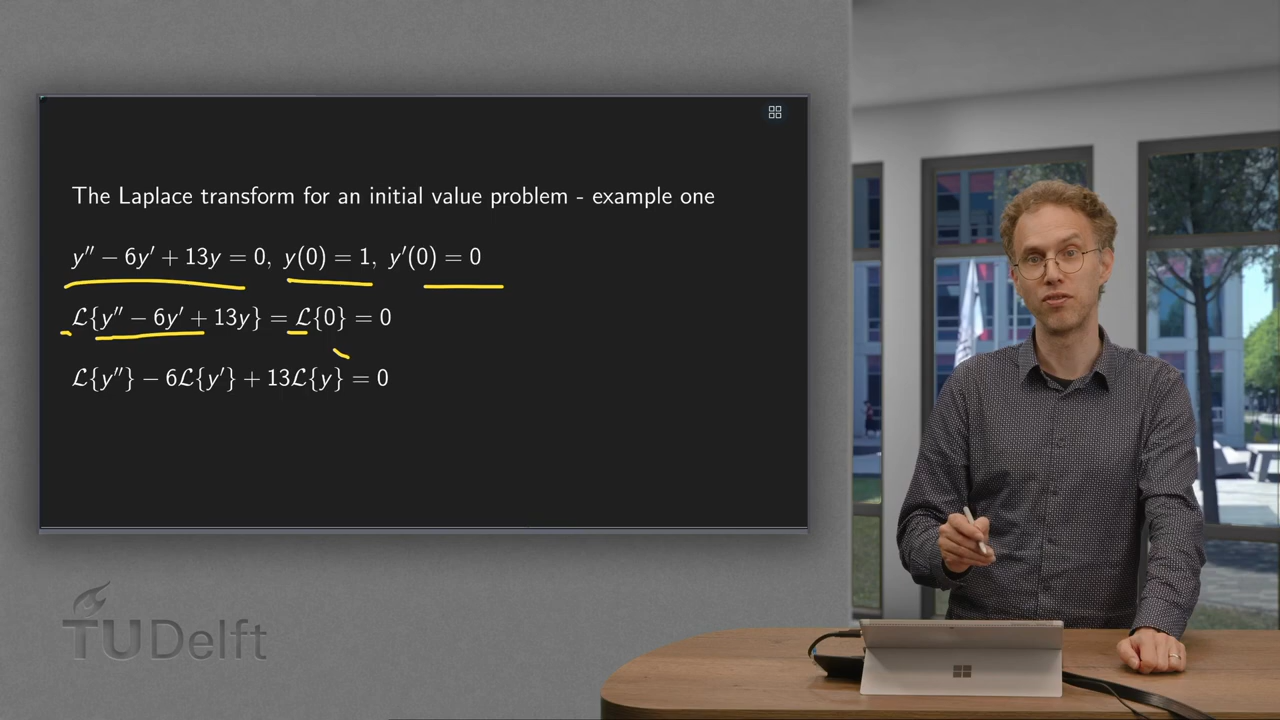 The Laplace transform for an initial value problem - example one
y″ − 6y′ + 13y = 0, y(0) = 1, y′(0) = 0
ℒ{y″ − 6y′ + 13y} = ℒ{0} = 0
ℒ{y″} − 6ℒ{y′} + 13ℒ{y} = 0
TUDelft